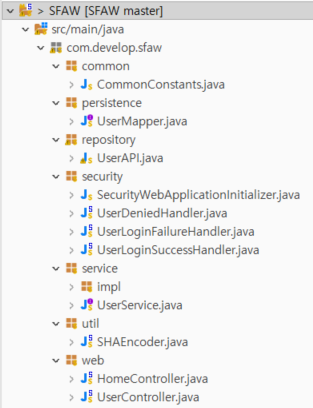 > SFAW [SFAW master]
src/main/java
com.develop.sfaw
common
CommonConstants.java
persistence
UserMapper.java
repository
UserAPI.java
security
SecurityWebApplicationInitializer.java
UserDeniedHandler.java
UserLoginFailureHandler.java
UserLoginSuccessHandler.java
service
impl
UserService.java
util
SHAEncoder.java
web
HomeController.java
UserController.java